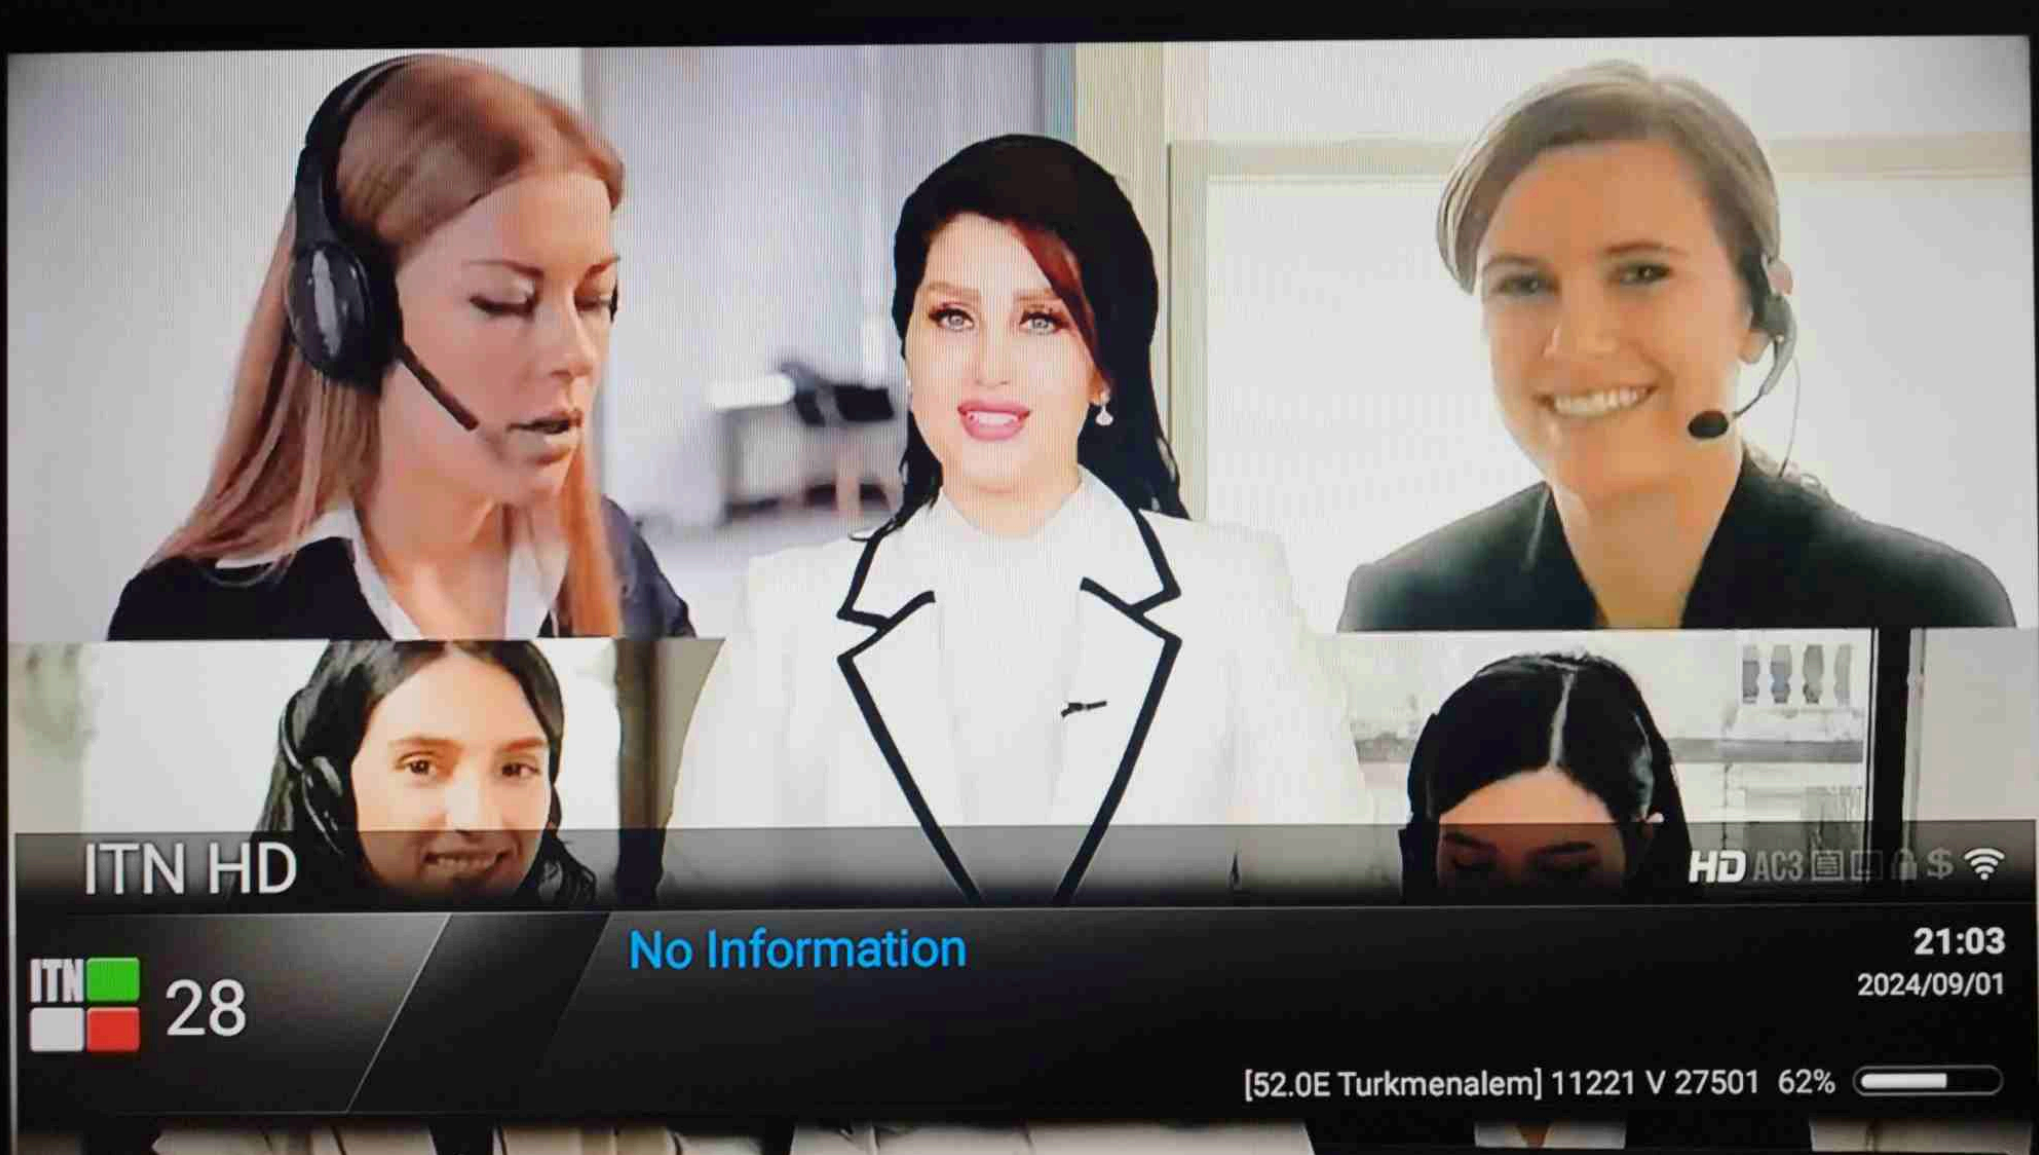 ITN HD
HD AC3 $
ITN
28
No Information
21:03
2024/09/01
[52.0E Turkmenalem] 11221 V 27501 62%